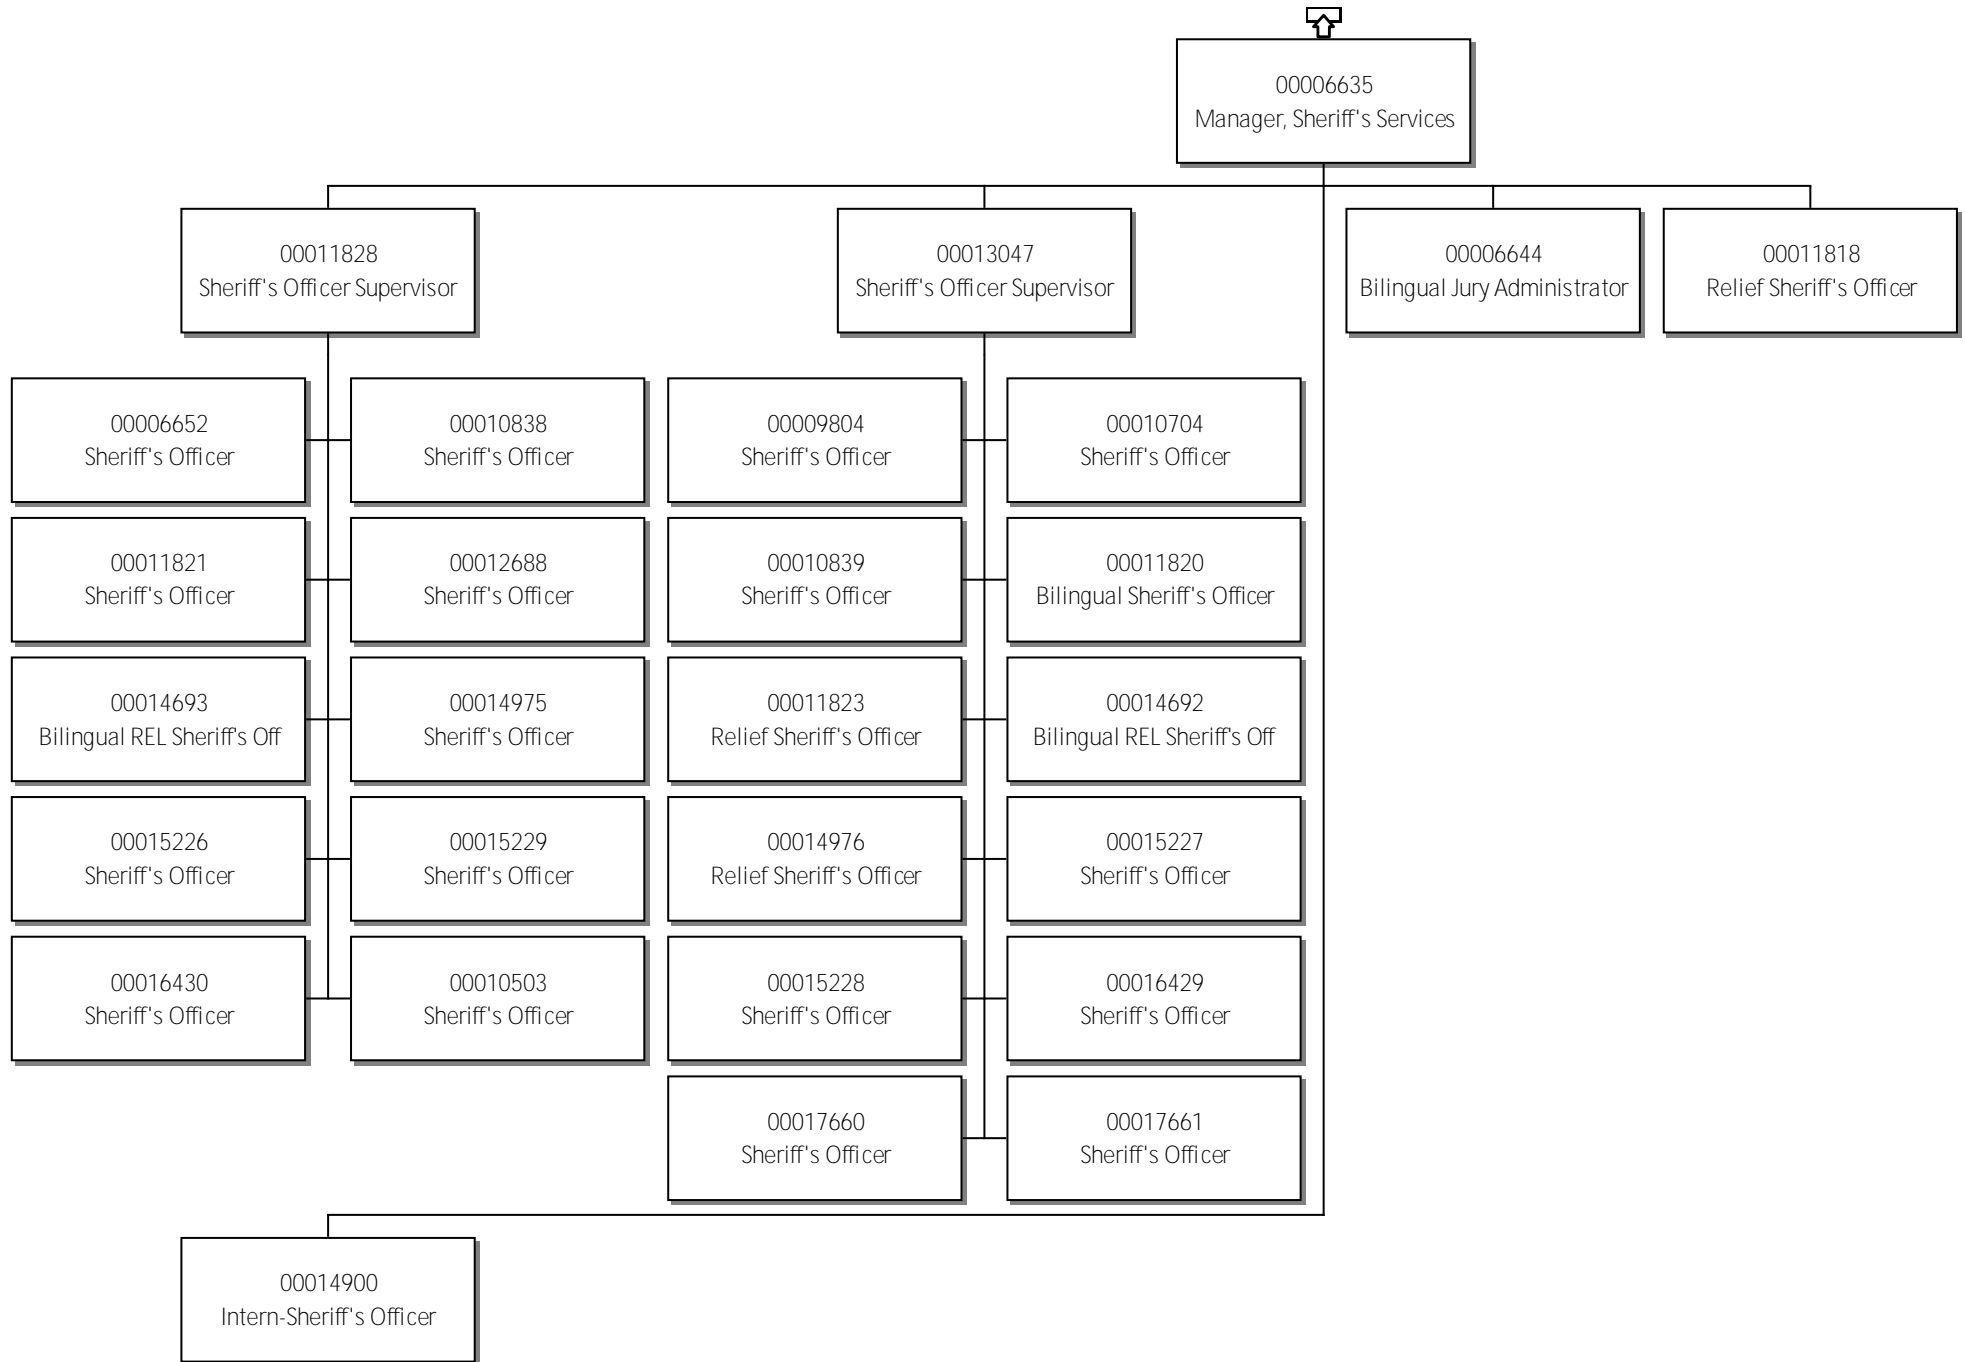 00006635
Manager, Sheriff's Services
00011828
Sheriff's Officer Supervisor
00013047
Sheriff's Officer Supervisor
00006644
Bilingual Jury Administrator
00011818
Relief Sheriff's Officer
00006652
Sheriff's Officer
00010838
Sheriff's Officer
00009804
Sheriff's Officer
00010704
Sheriff's Officer
00011821
Sheriff's Officer
00012688
Sheriff's Officer
00010839
Sheriff's Officer
00011820
Bilingual Sheriff's Officer
00014693
Bilingual REL Sheriff's Off
00014975
Sheriff's Officer
00011823
Relief Sheriff's Officer
00014692
Bilingual REL Sheriff's Off
00015226
Sheriff's Officer
00015229
Sheriff's Officer
00014976
Relief Sheriff's Officer
00015227
Sheriff's Officer
00016430
Sheriff's Officer
00010503
Sheriff's Officer
00015228
Sheriff's Officer
00016429
Sheriff's Officer
00017660
Sheriff's Officer
00017661
Sheriff's Officer
00014900
Intern-Sheriff's Officer